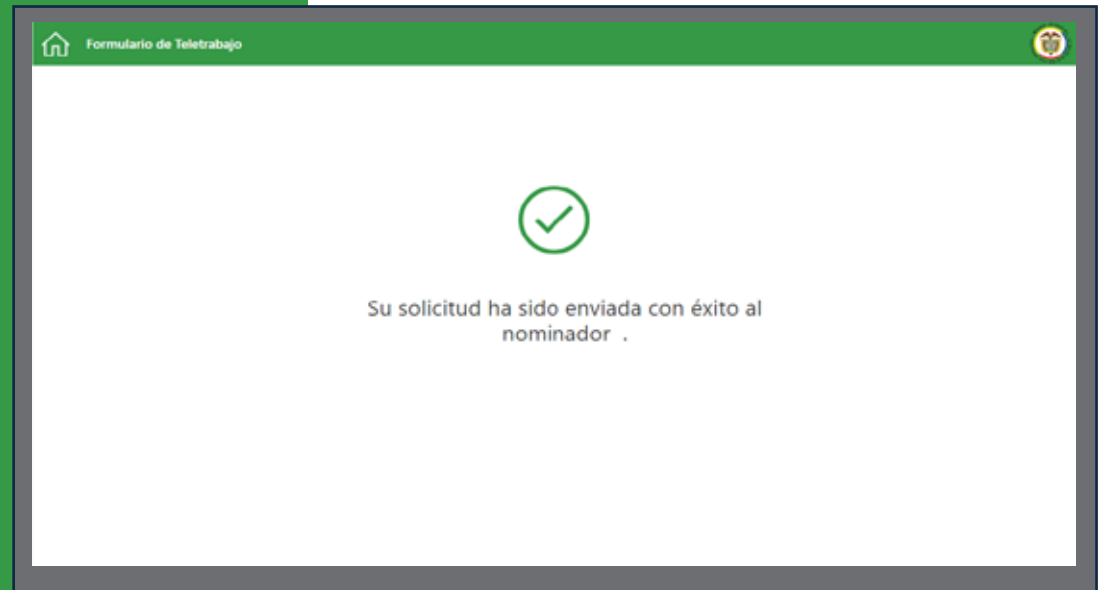 Formulario de Teletrabajo
Su solicitud ha sido enviada con éxito al
nominador .